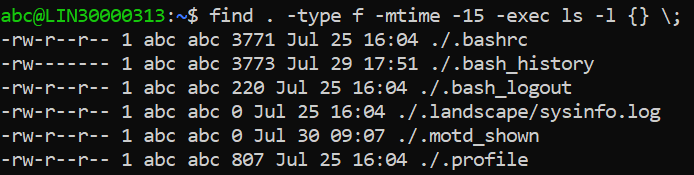 abc@LIN30000313:~$ find . -type f -mtime -15 -exec ls -l {} \;
-rw-r--r-- 1 abc abc 3771 Jul 25 16:04 ./.bashrc
-rw------- 1 abc abc 3773 Jul 29 17:51 ./.bash_history
-rw-r--r-- 1 abc abc 220 Jul 25 16:04 ./.bash_logout
-rw-r--r-- 1 abc abc 0 Jul 25 16:04 ./.landscape/sysinfo.log
-rw-r--r-- 1 abc abc 0 Jul 30 09:07 ./.motd_shown
-rw-r--r-- 1 abc abc 807 Jul 25 16:04 ./.profile